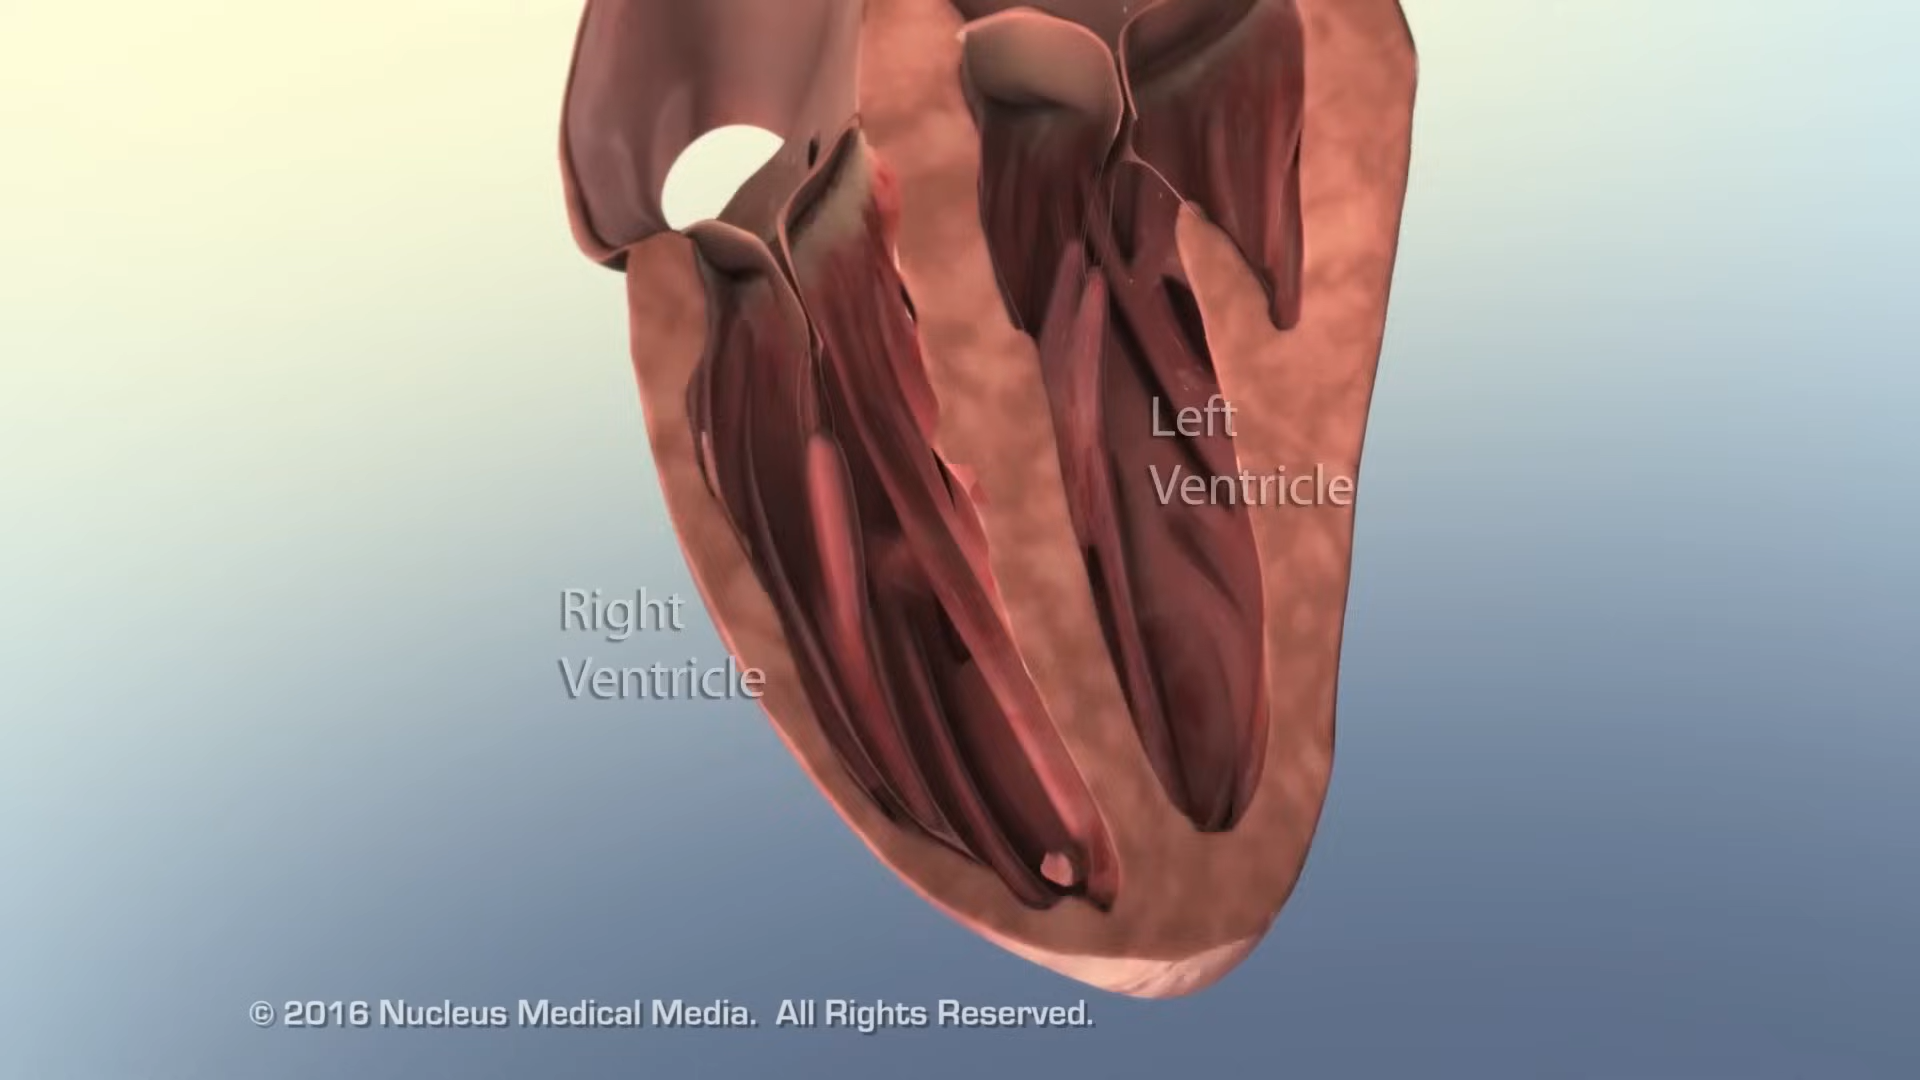 Left
Ventricle
Right
Ventricle
© 2016 Nucleus Medical Media. All Rights Reserved.